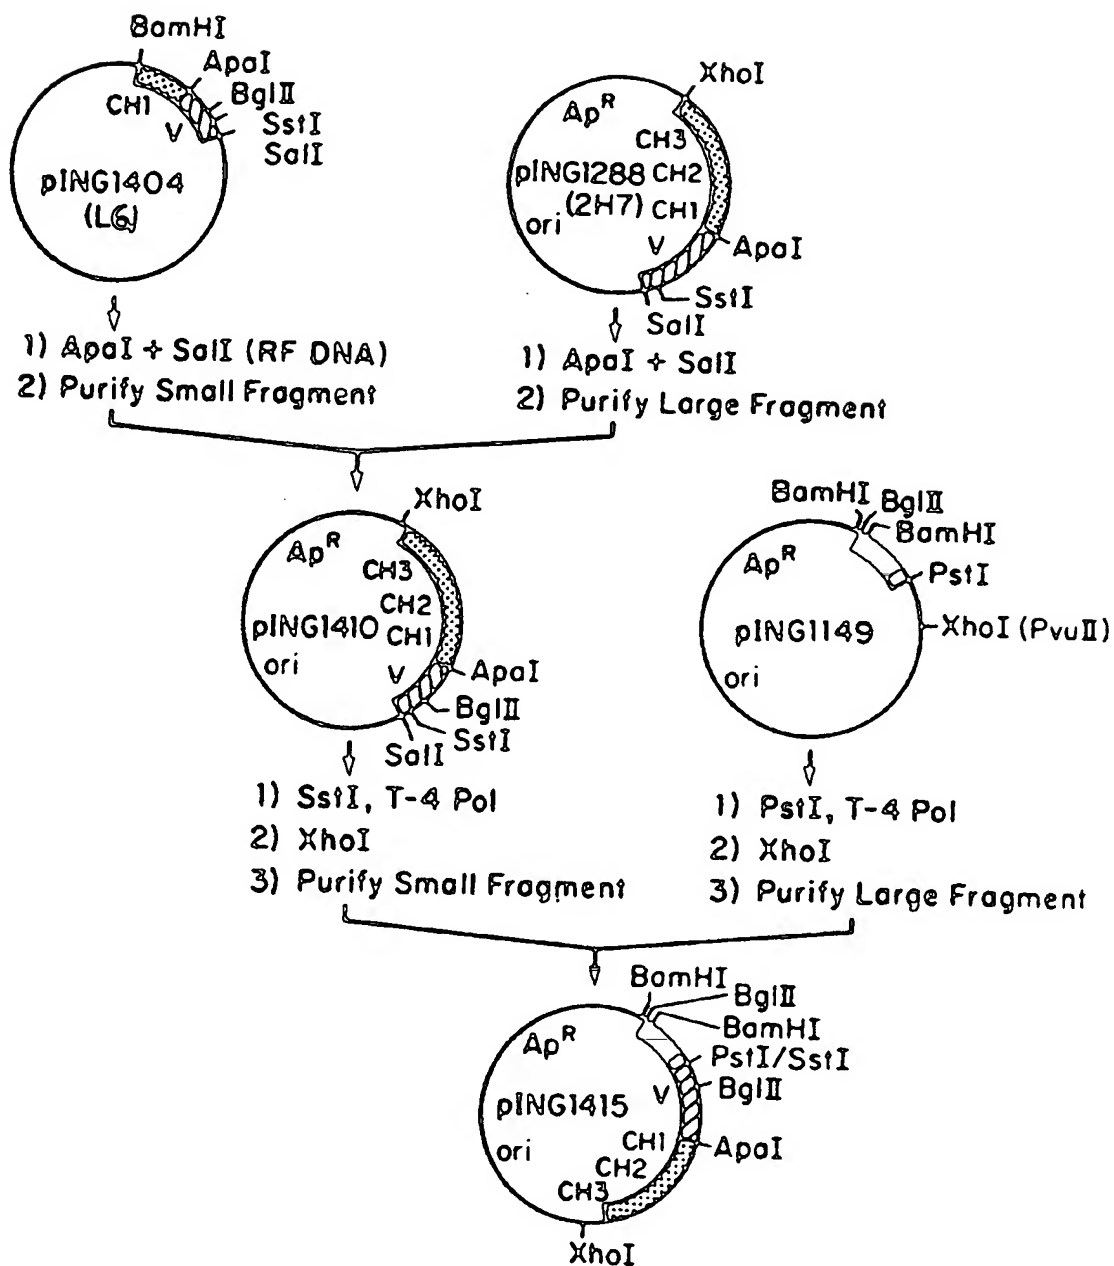 BamHI
ApaI
BglII
SstI
SalI
CH1
V
pING1404
(L6)
XhoI
Ap^R
CH3
pING1288 CH2
(2H7) CH1
ori
V
ApaI
SstI
SalI
1) ApaI + SalI (RF DNA)
2) Purify Small Fragment
1) ApaI + SalI
2) Purify Large Fragment
XhoI
Ap^R
CH3
CH2
pING1410 CH1
ori
V
ApaI
BglII
SstI
SalI
BamHI
BglII
BamHI
Ap^R
PstI
XhoI (PvuII)
pING1149
ori
1) SstI, T-4 Pol
2) XhoI
3) Purify Small Fragment
1) PstI, T-4 Pol
2) XhoI
3) Purify Large Fragment
BamHI
BglII
BamHI
Ap^R
PstI/SstI
BglII
V
pING1415
CH1
ori
ApaI
CH2
CH3
XhoI